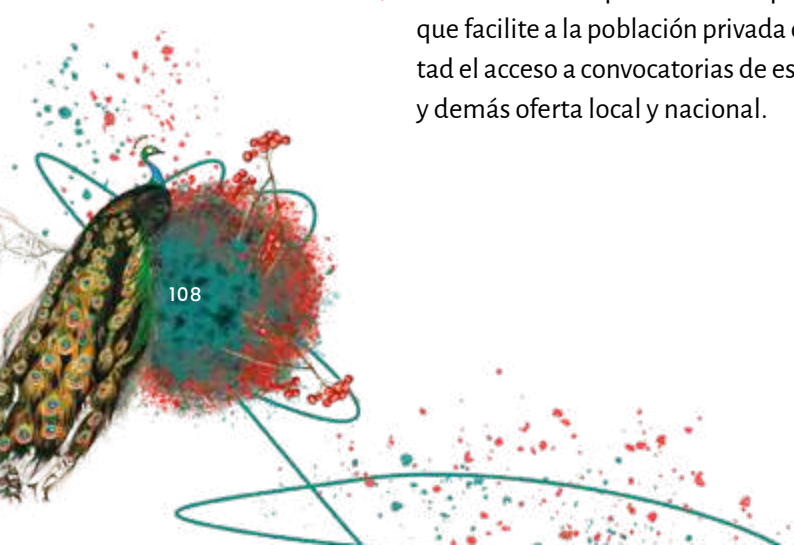 que facilite a la población privada
tad el acceso a convocatorias de es
y demás oferta local y nacional.
108